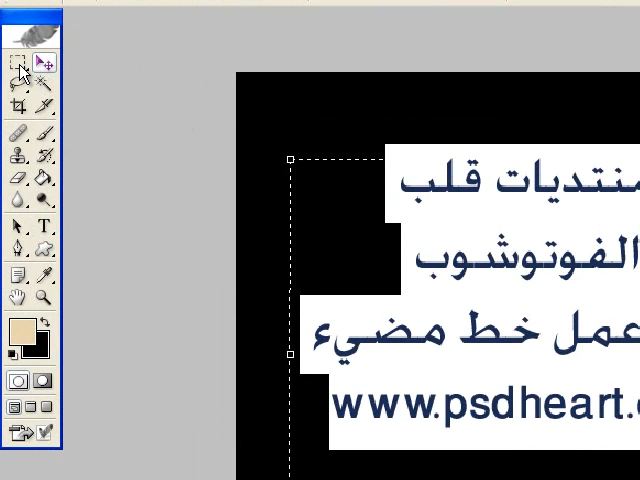 منتديات قلب
الفوتوشوب
عمل خط مضيء
www.psdheart.